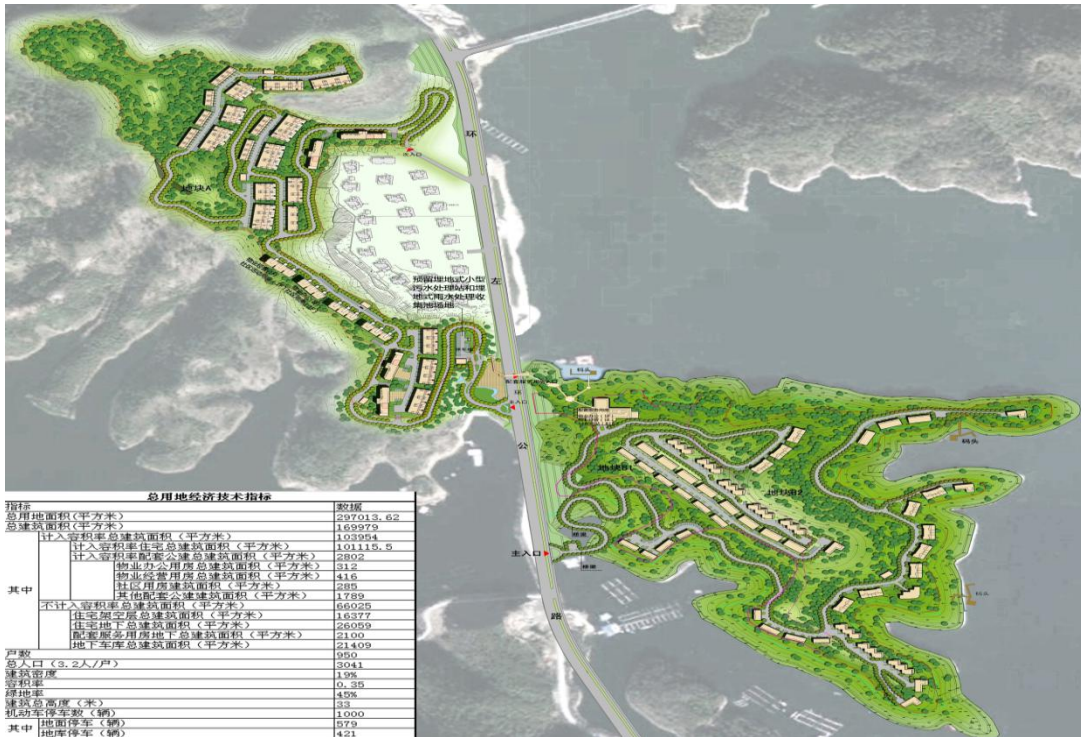 环
主入口
地块A
预留埋地式小型
污水处理站和埋
地式雨水处理收
集池场地
左
码头
绿
主入口
公
码头
地块B1
地块B2
主入口
码头
路
总用地经济技术指标
指标 数据
总用地面积(平方米) 297013.62
总建筑面积(平方米) 169979
其中 计入容积率总建筑面积（平方米） 103954
计入容积率住宅总建筑面积（平方米） 101115.5
计入容积率配套公建总建筑面积（平方米） 2802
物业办公用房总建筑面积（平方米） 312
物业经营用房总建筑面积（平方米） 416
社区用房建筑面积（平方米） 285
其他配套公建建筑面积（平方米） 1789
不计入容积率总建筑面积（平方米） 66025
住宅架空层总建筑面积（平方米） 16377
住宅地下总建筑面积（平方米） 26059
配套服务用房地下总建筑面积（平方米） 2100
地下车库总建筑面积（平方米） 21409
户数 950
总人口（3.2人/户） 3041
建筑密度 19%
容积率 0.35
绿地率 45%
建筑总高度（米） 33
机动车停车数（辆） 1000
其中 地面停车（辆） 579
地库停车（辆） 421